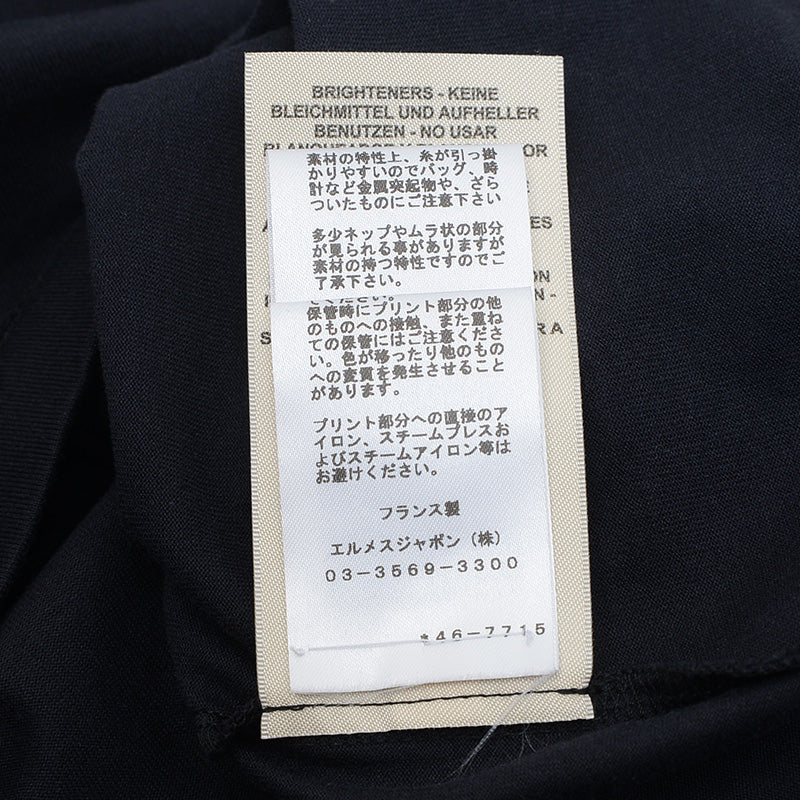 BRIGHTENERS - KEINE
BLEICHMITTEL UND AUFHELLER
BENUTZEN - NO USAR
素材の特性上、糸が引っ掛
かりやすいのでバッグ、時
計など金属突起物や、ざら
ついたものにご注意下さい
多少ネップやムラ状の部分
が見られる事がありますが
素材の持つ特性ですのでご
了承下さい。
保管時にプリント部分の他
のものへの接触、また重ね
ての保管にはご注意くださ
い。色が移ったり他のもの
への変質を発生させること
があります。
プリント部分への直接のア
イロン、スチームプレスお
よびスチームアイロン等は
お避けください。
フランス製
エルメスジャポン（株）
03-3569-3300
*46-7715